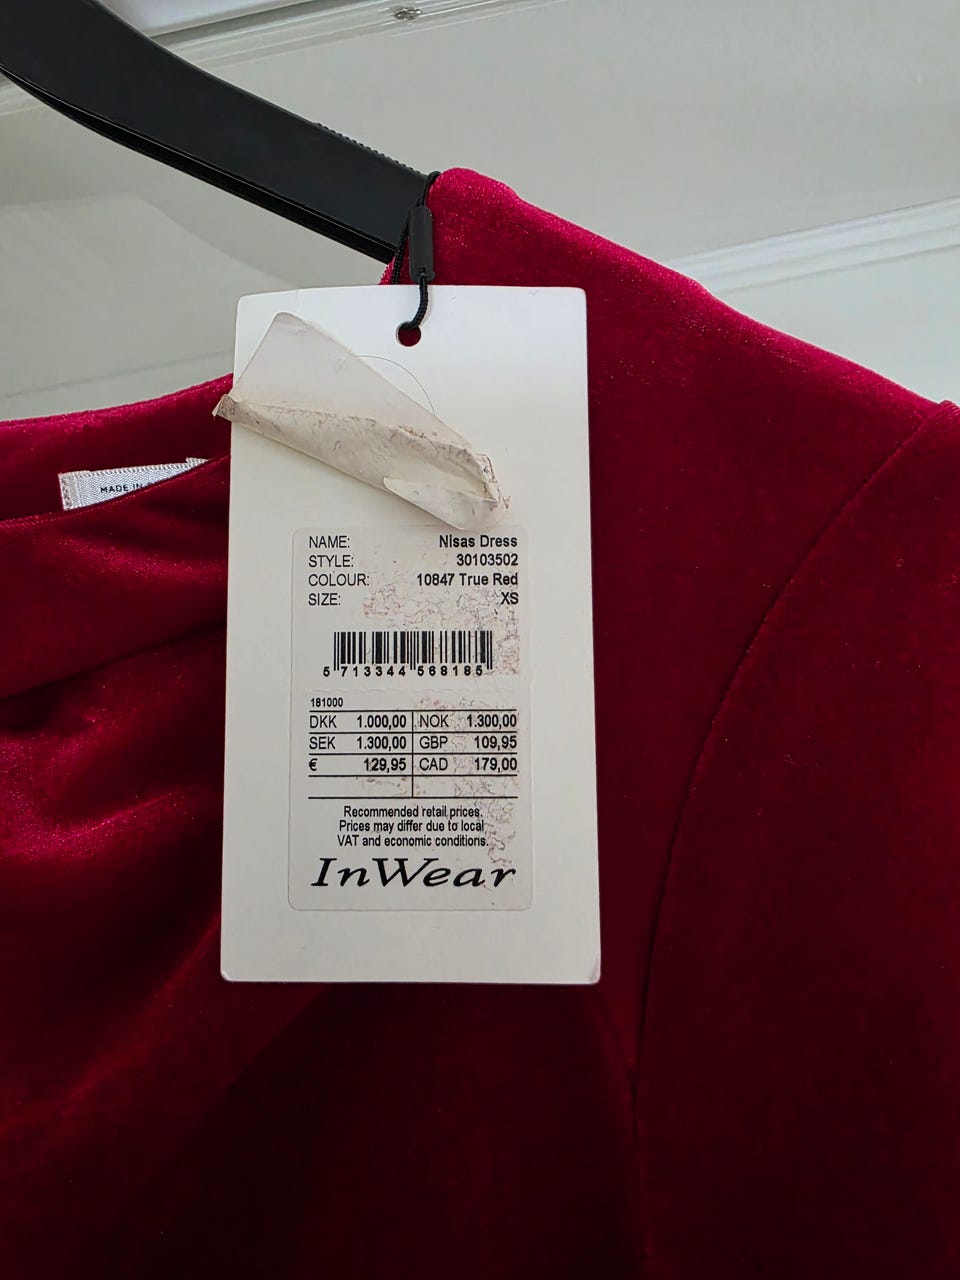 MADE IN
NAME: Nisas Dress
STYLE: 30103502
COLOUR: 10847 True Red
SIZE: XS
5 713344 568185
181000
DKK 1.000,00 NOK 1.300,00
SEK 1.300,00 GBP 109,95
€ 129,95 CAD 179,00
Recommended retail prices.
Prices may differ due to local
VAT and economic conditions.
InWear